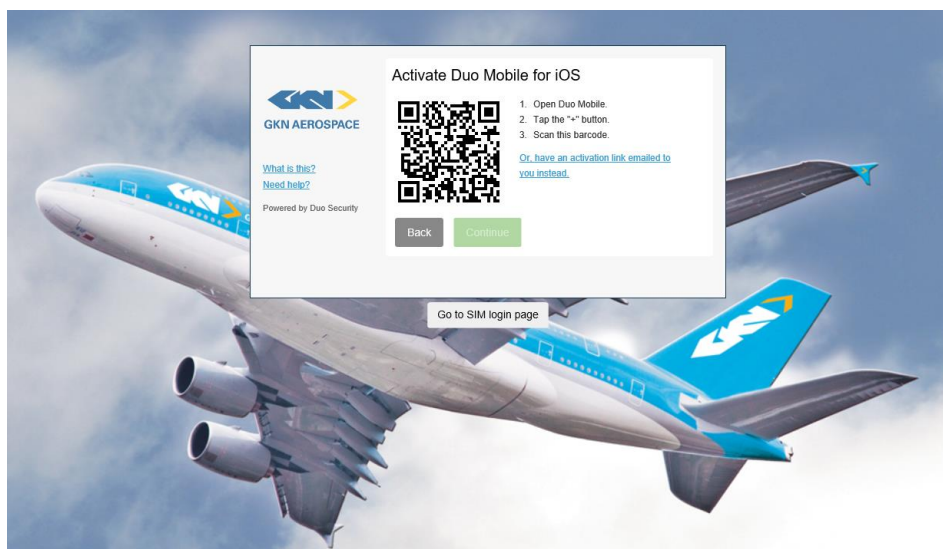 GKN AEROSPACE
What is this?
Need help?
Powered by Duo Security
Activate Duo Mobile for iOS
1. Open Duo Mobile.
2. Tap the "+" button.
3. Scan this barcode.
Or, have an activation link emailed to
you instead.
Back
Continue
Go to SIM login page
GKN